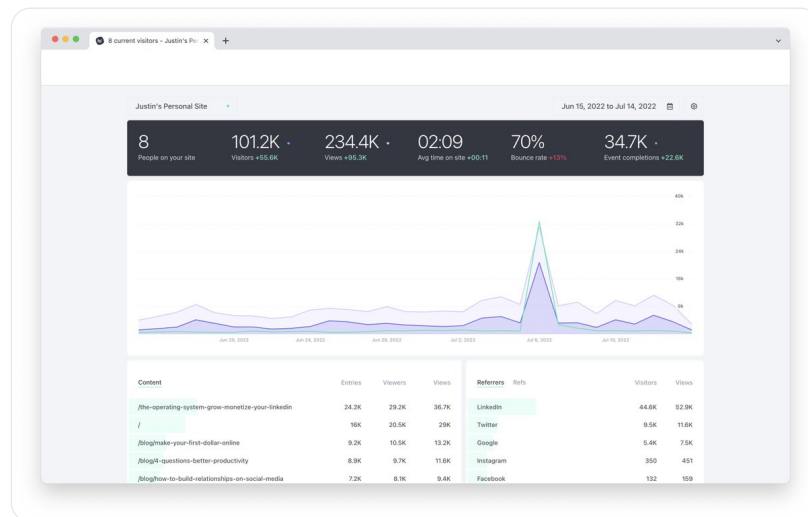 8 current visitors - Justin's Per
Justin's Personal Site
Jun 15, 2022 to Jul 14, 2022
8 101.2K 234.4K 02:09 70% 34.7K
People on your site Visitors +55.6K Views +95.3K Avg time on site +00:11 Bounce rate +13% Event completions +22.6K
40k
32k
24k
16k
8k
Jun 20, 2022 Jun 24, 2022 Jun 28, 2022 Jul 2, 2022 Jul 6, 2022 Jul 10, 2022
Content Entries Viewers Views
/the-operating-system-grow-monetize-your-linkedin 24.2K 29.2K 36.7K
/ 16K 20.5K 29K
/blog/make-your-first-dollar-online 9.2K 10.5K 13.2K
/blog/4-questions-better-productivity 8.9K 9.7K 11.6K
/blog/how-to-build-relationships-on-social-media 7.2K 8.1K 9.4K
Referrers Refs Visitors Views
LinkedIn 44.6K 52.9K
Twitter 9.5K 11.6K
Google 5.4K 7.5K
Instagram 350 451
Facebook 132 159